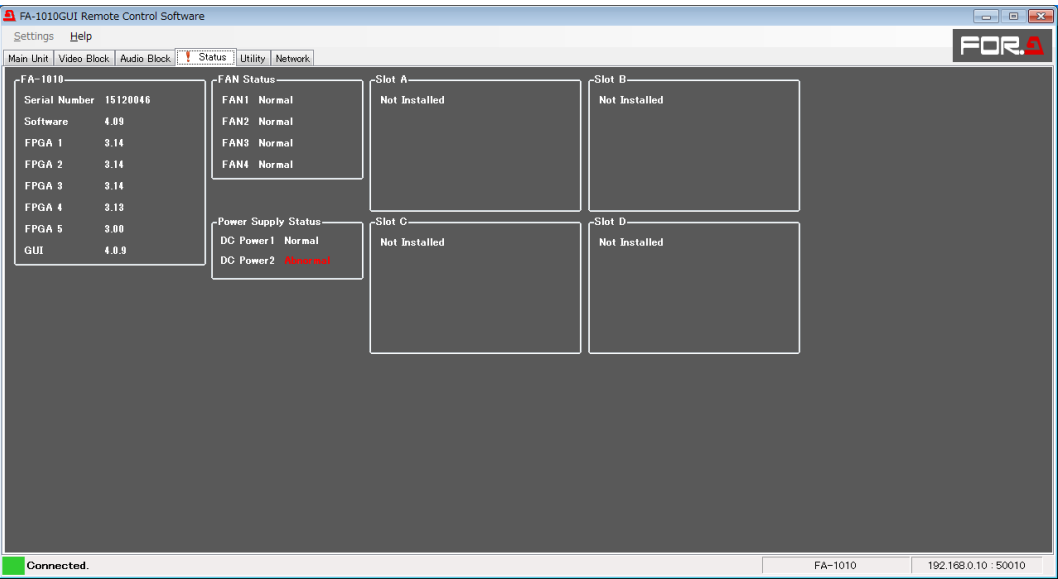 FA-1010GUI Remote Control Software
Settings Help
FOR.A
Main Unit Video Block Audio Block ! Status Utility Network
FA-1010
Serial Number 15120046
Software 4.09
FPGA 1 3.14
FPGA 2 3.14
FPGA 3 3.14
FPGA 4 3.13
FPGA 5 3.00
GUI 4.0.9
FAN Status
FAN1 Normal
FAN2 Normal
FAN3 Normal
FAN4 Normal
Power Supply Status
DC Power1 Normal
DC Power2 Abnormal
Slot A
Not Installed
Slot B
Not Installed
Slot C
Not Installed
Slot D
Not Installed
Connected.
FA-1010
192.168.0.10 : 50010